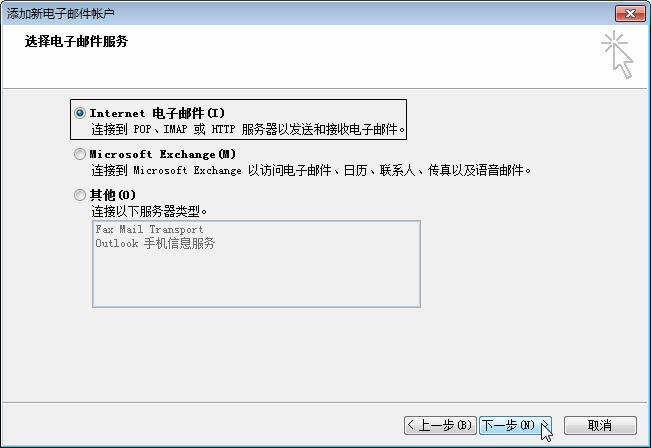 添加新电子邮件帐户
选择电子邮件服务
Internet 电子邮件(I)
连接到 POP、IMAP 或 HTTP 服务器以发送和接收电子邮件。
Microsoft Exchange(M)
连接到 Microsoft Exchange 以访问电子邮件、日历、联系人、传真以及语音邮件。
其他(O)
连接以下服务器类型。
Fax Mail Transport
Outlook 手机信息服务
< 上一步(B) 下一步(N) > 取消